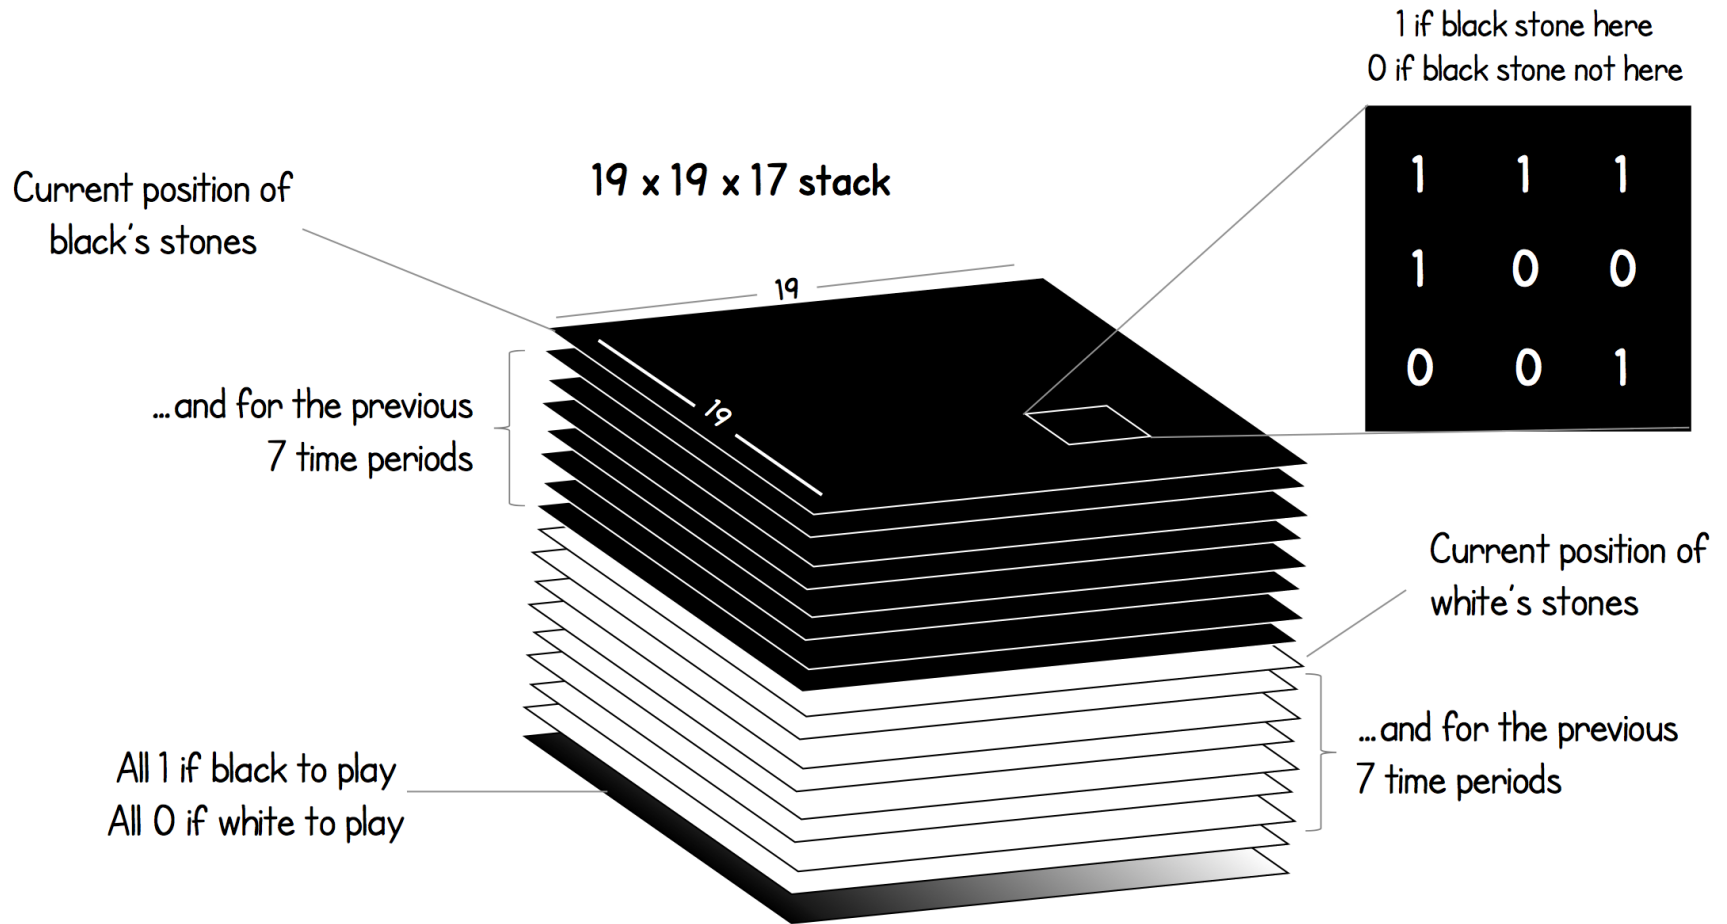 1 if black stone here
0 if black stone not here
1 1 1
1 0 0
0 0 1
19 x 19 x 17 stack
Current position of
black's stones
19
19
...and for the previous
7 time periods
Current position of
white's stones
...and for the previous
7 time periods
All 1 if black to play
All 0 if white to play